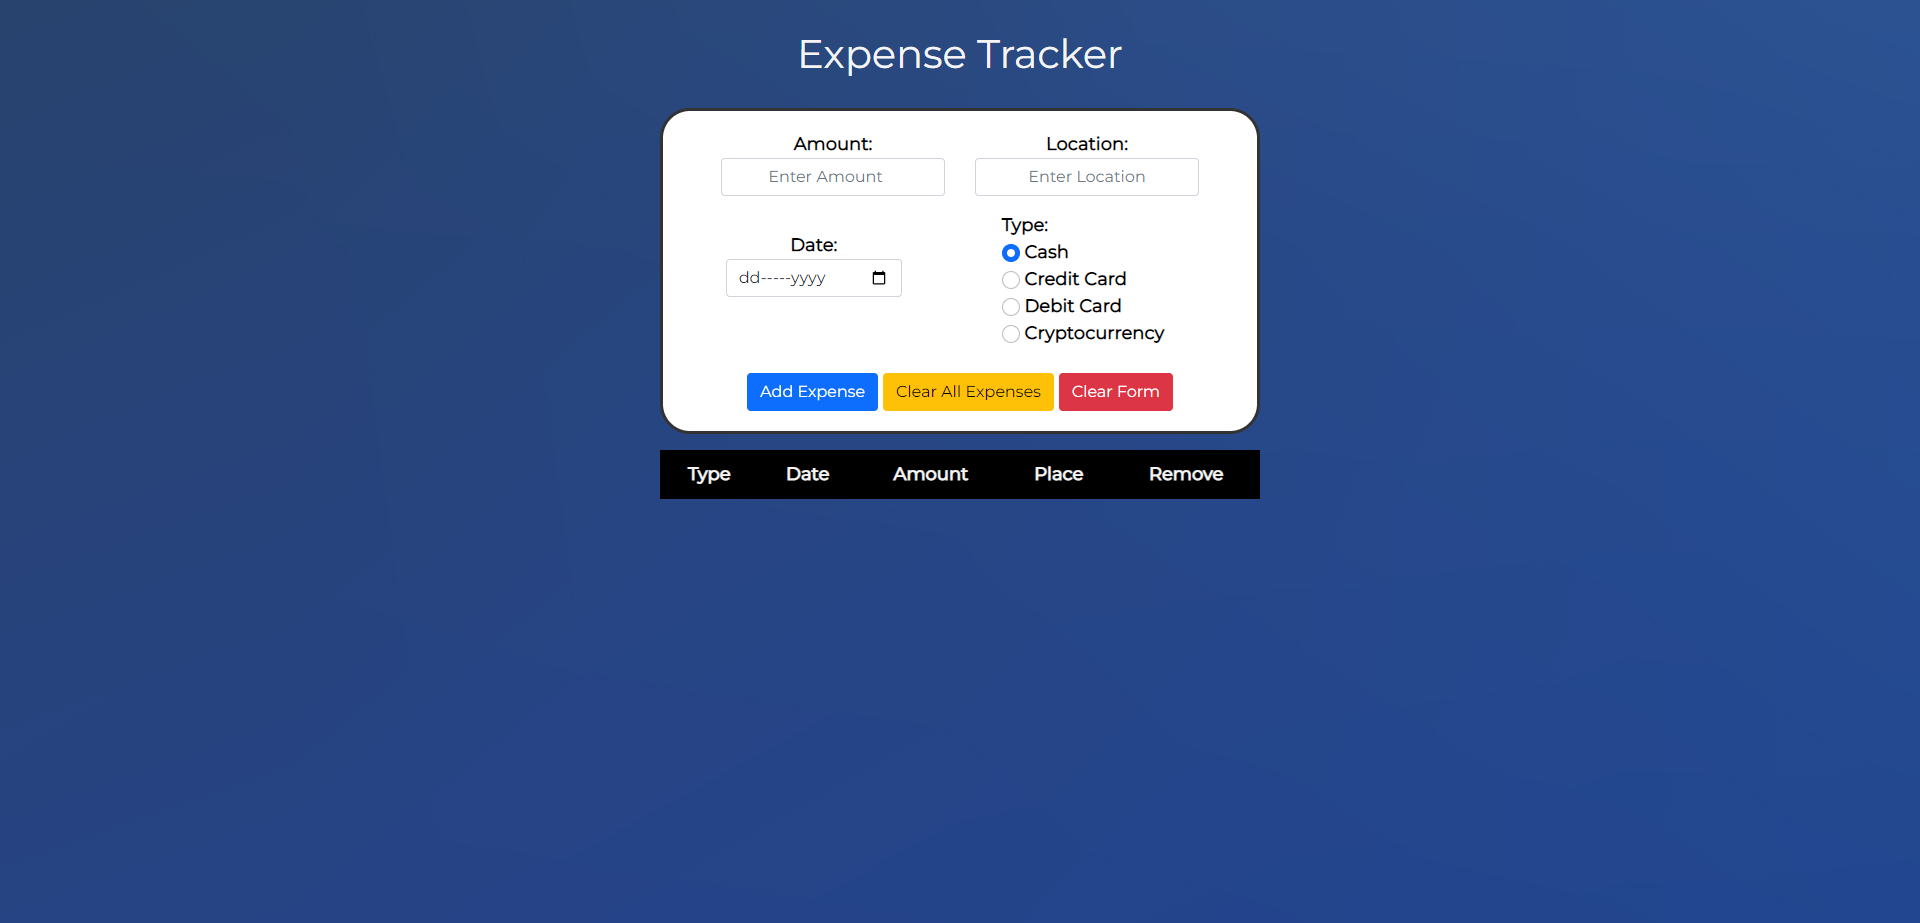 Expense Tracker
Amount: Location:
Enter Amount Enter Location
Type:
Date:
Cash
dd-----yyyy
Credit Card
Debit Card
Cryptocurrency
Add Expense Clear All Expenses Clear Form
Type Date Amount Place Remove